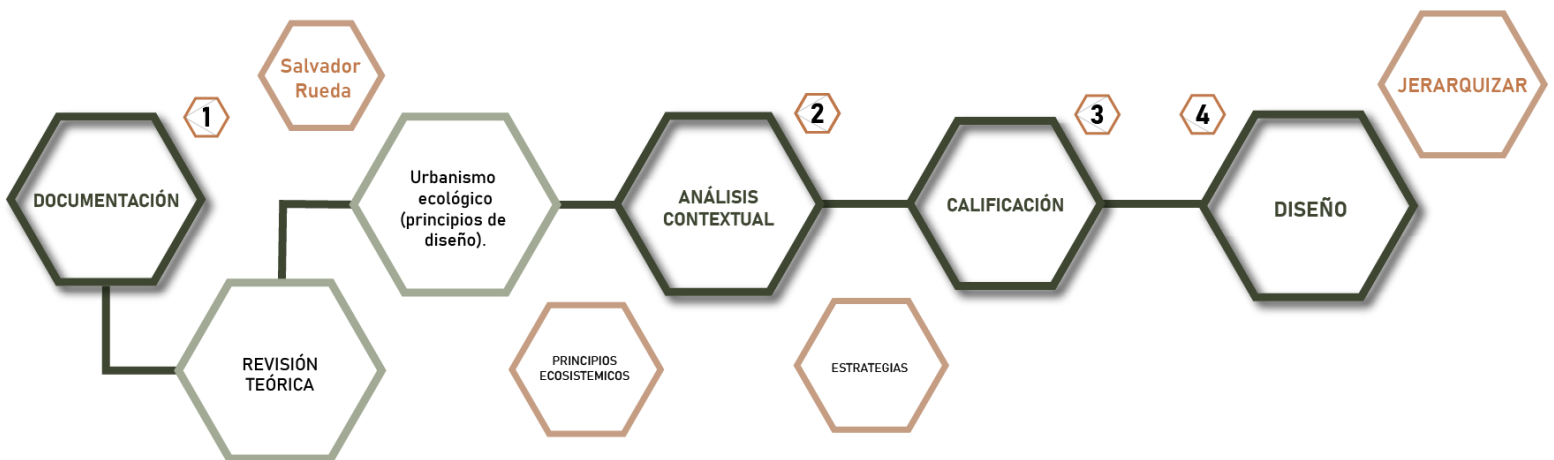 DOCUMENTACIÓN
1
REVISIÓN
TEÓRICA
Salvador
Rueda
Urbanismo
ecológico
(principios de
diseño).
PRINCIPIOS
ECOSISTEMICOS
ANÁLISIS
CONTEXTUAL
2
ESTRATEGIAS
CALIFICACIÓN
3
4
DISEÑO
JERARQUIZAR